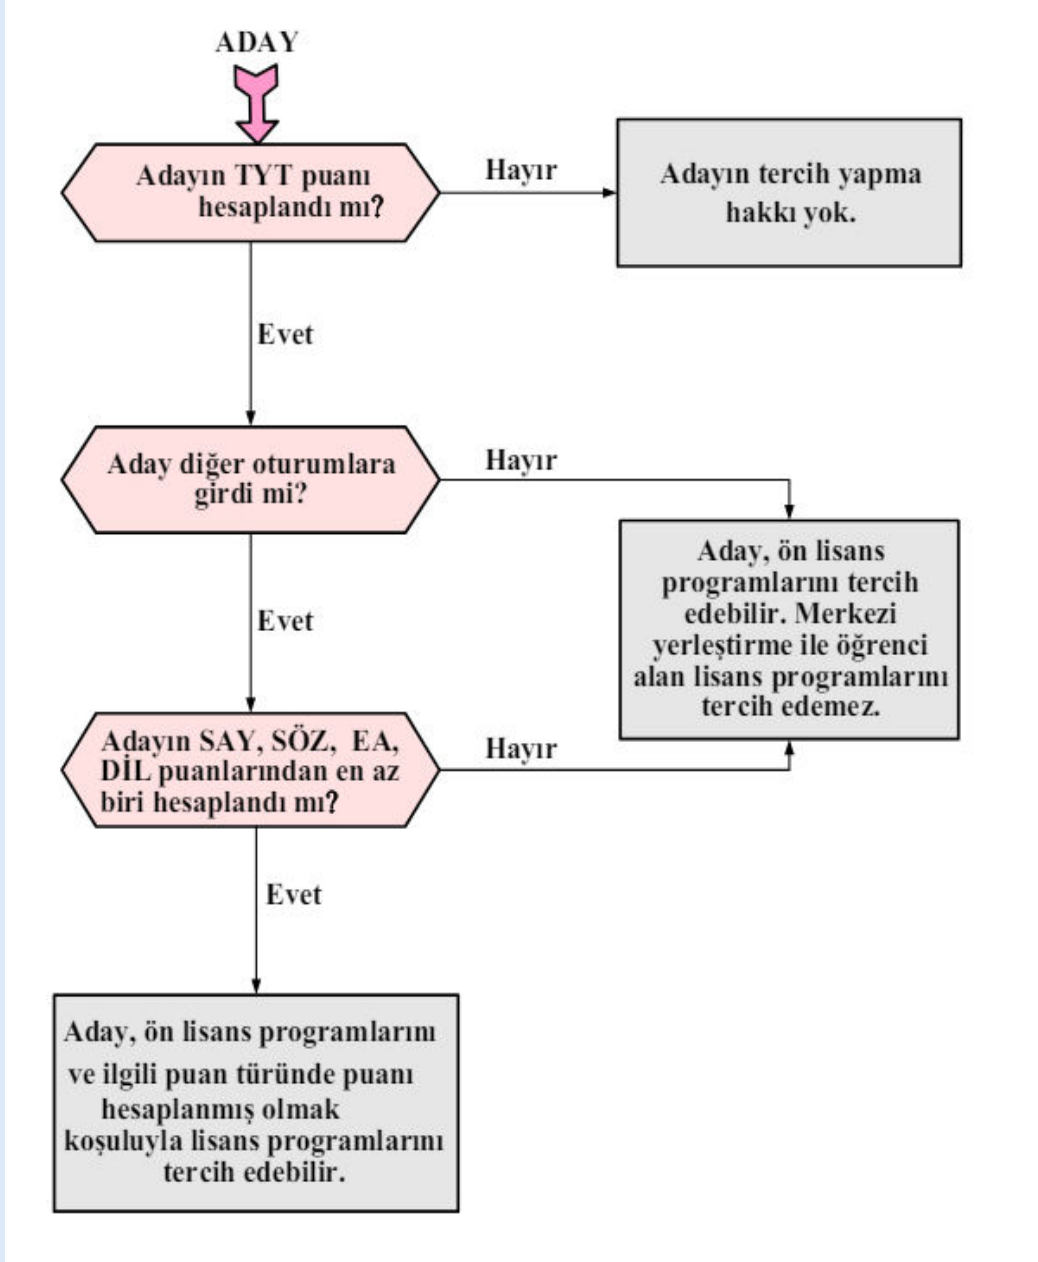 ADAY
Adayın TYT puanı
hesaplandı mı?
Hayır
Adayın tercih yapma
hakkı yok.
Evet
Aday diğer oturumlara
girdi mi?
Hayır
Aday, ön lisans
programlarını tercih
edebilir. Merkezi
yerleştirme ile öğrenci
alan lisans programlarını
tercih edemez.
Evet
Adayın SAY, SÖZ, EA,
DİL puanlarından en az
biri hesaplandı mı?
Hayır
Evet
Aday, ön lisans programlarını
ve ilgili puan türünde puanı
hesaplanmış olmak
koşuluyla lisans programlarını
tercih edebilir.